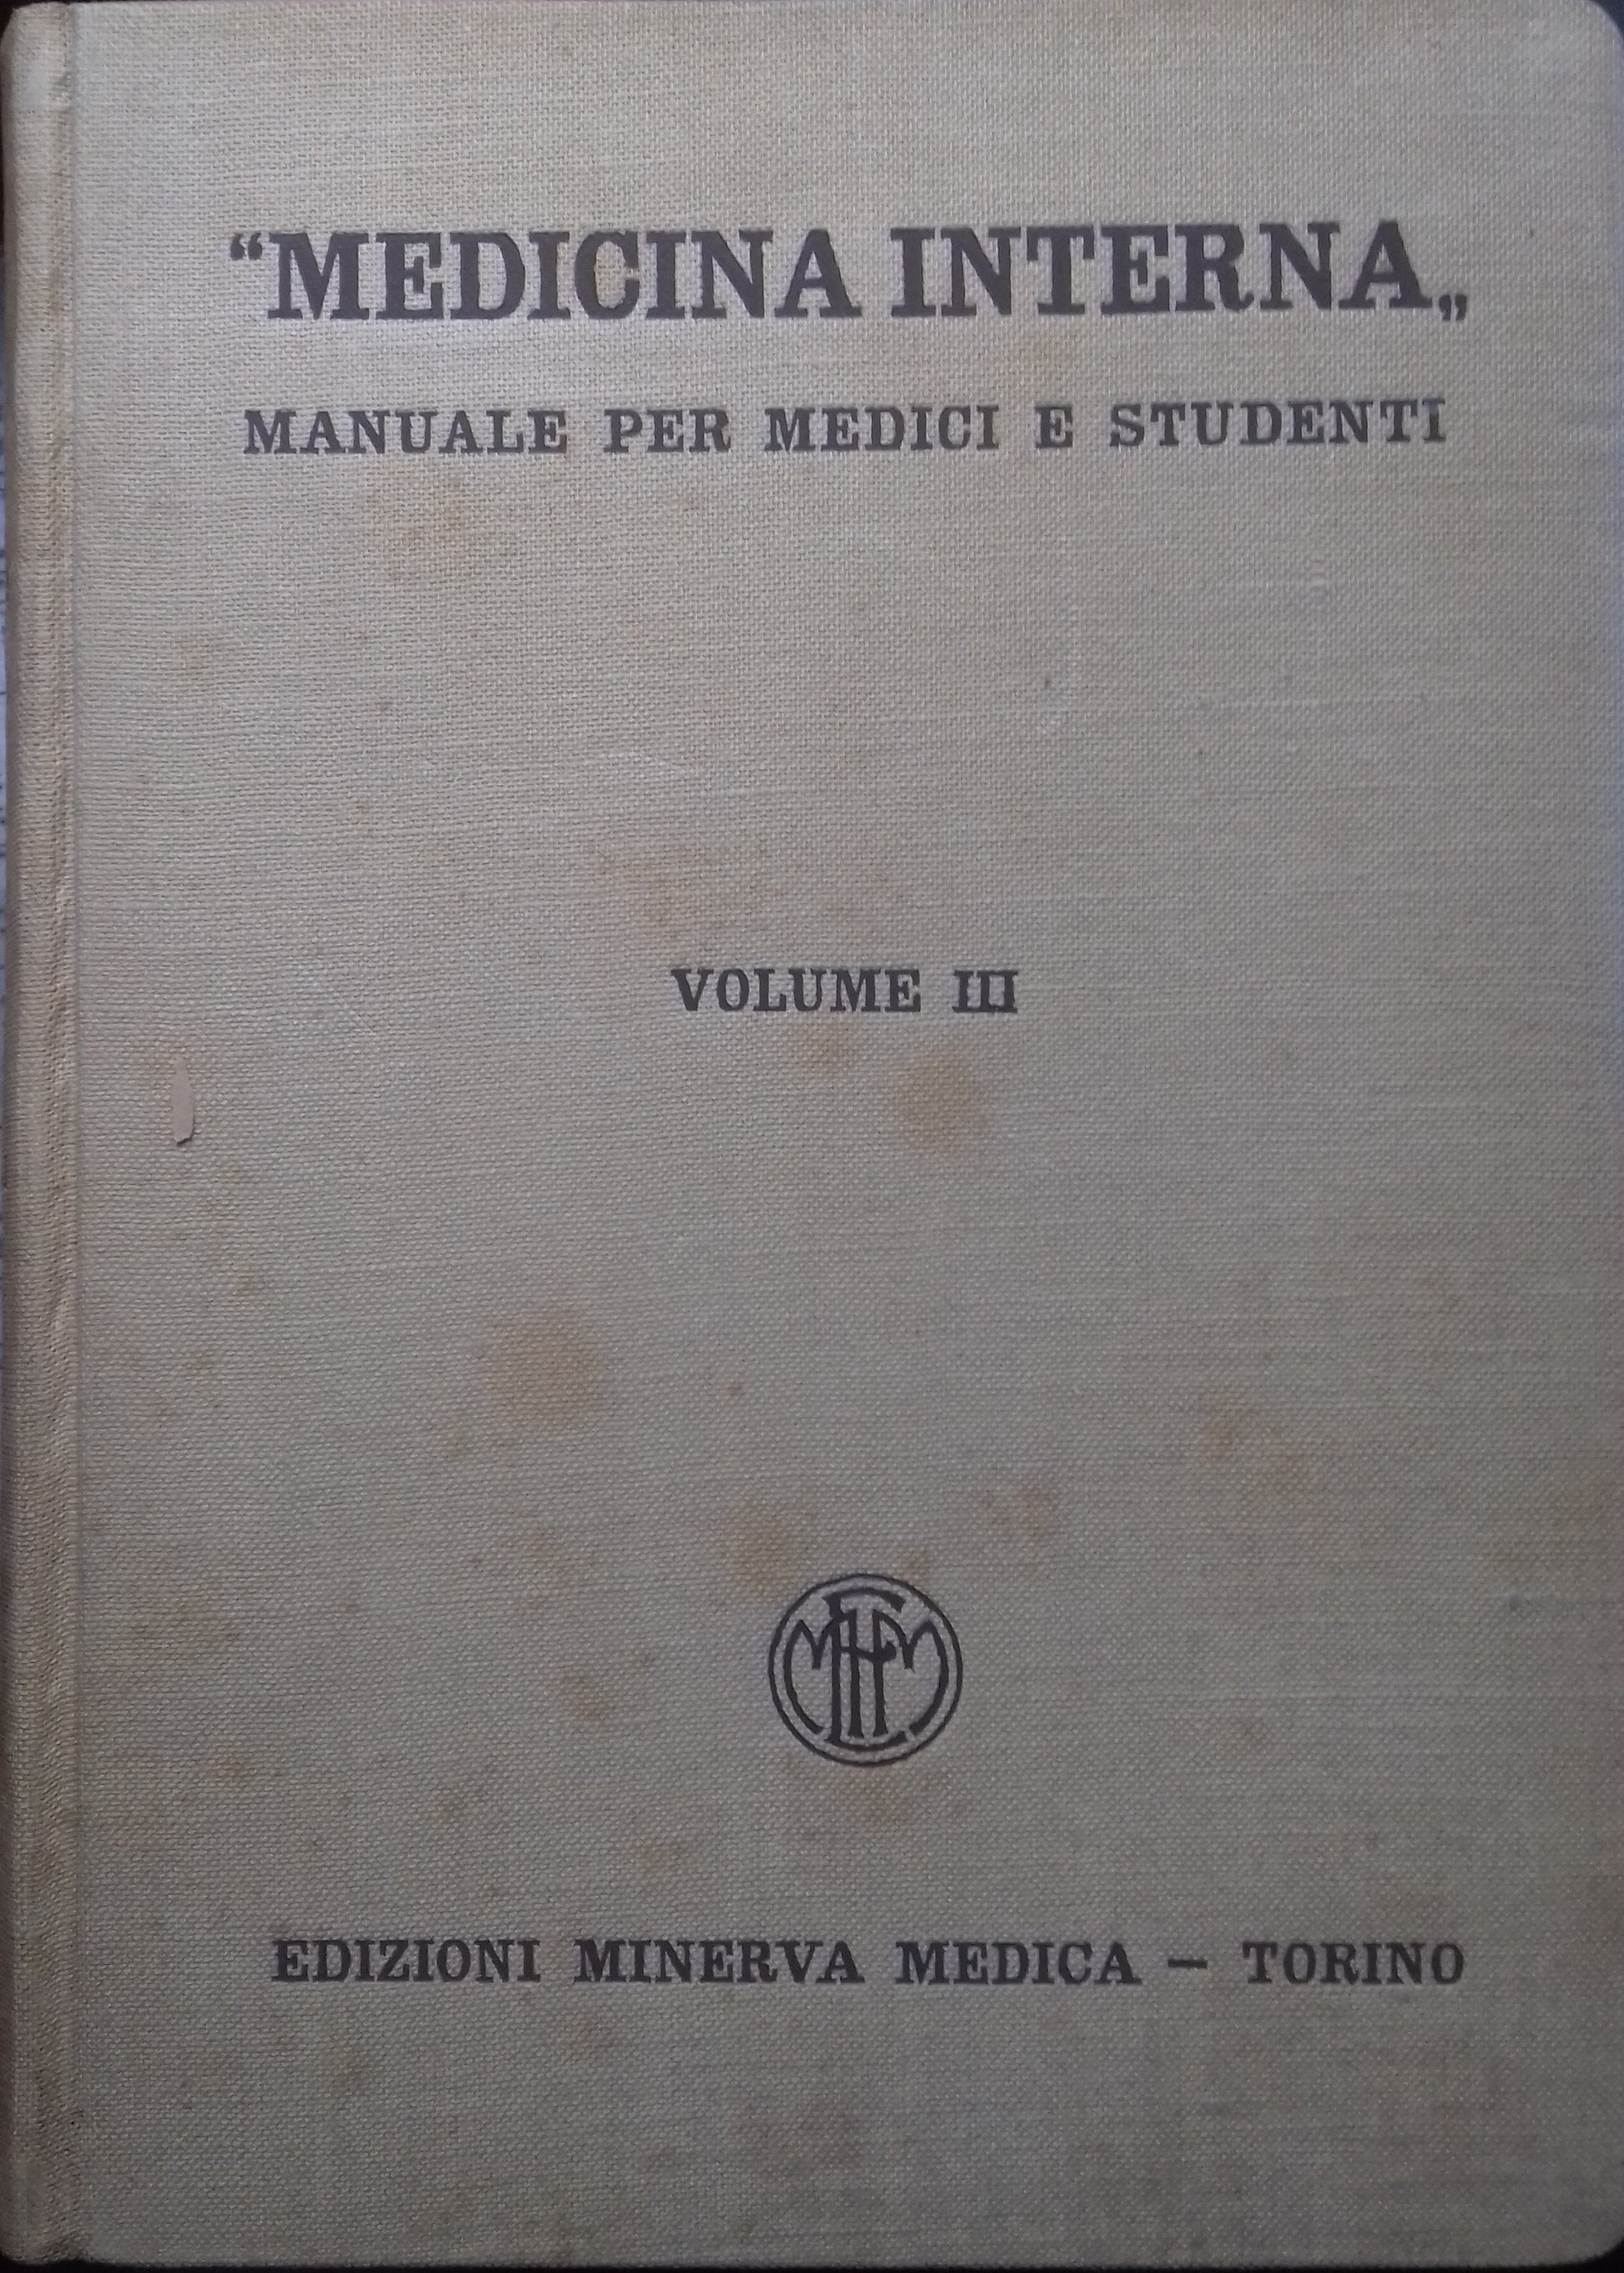 “MEDICINA INTERNA„
MANUALE PER MEDICI E STUDENTI
VOLUME III
EDIZIONI MINERVA MEDICA — TORINO